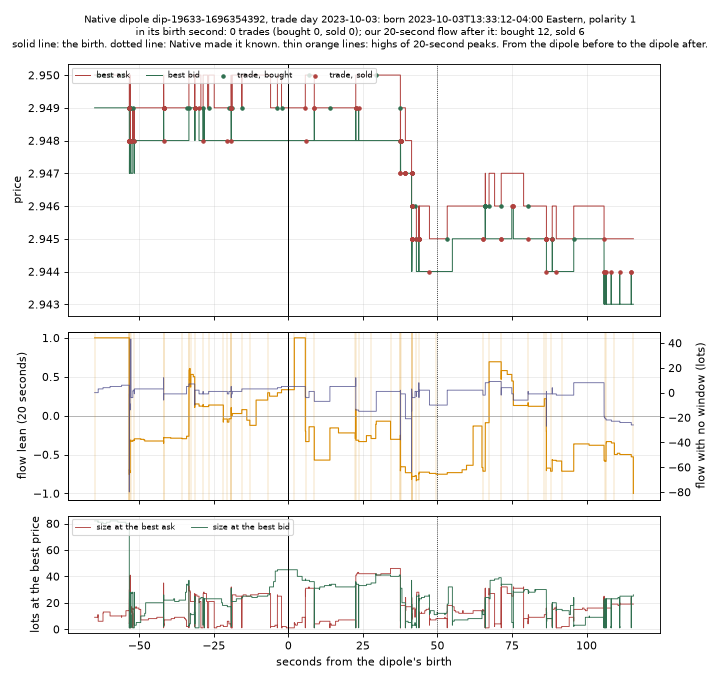 Native dipole dip-19633-1696354392, trade day 2023-10-03: born 2023-10-03T13:33:12-04:00 Eastern, polarity 1
in its birth second: 0 trades (bought 0, sold 0); our 20-second flow after it: bought 12, sold 6
solid line: the birth. dotted line: Native made it known. thin orange lines: highs of 20-second peaks. From the dipole before to the dipole after.
best ask best bid trade, bought trade, sold
2.950
2.949
2.948
2.947
2.946
2.945
2.944
2.943
price
1.0
0.5
0.0
−0.5
−1.0
flow lean (20 seconds)
40
20
0
−20
−40
−60
−80
flow with no window (lots)
size at the best ask size at the best bid
80
60
40
20
0
lots at the best price
−50 −25 0 25 50 75 100
seconds from the dipole's birth